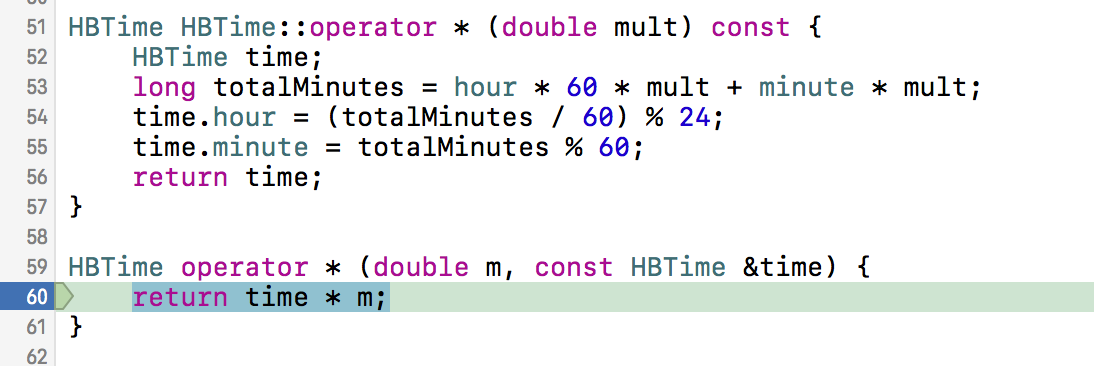 51 HBTime HBTime::operator * (double mult) const {
52     HBTime time;
53     long totalMinutes = hour * 60 * mult + minute * mult;
54     time.hour = (totalMinutes / 60) % 24;
55     time.minute = totalMinutes % 60;
56     return time;
57 }
58
59 HBTime operator * (double m, const HBTime &time) {
60     return time * m;
61 }
62